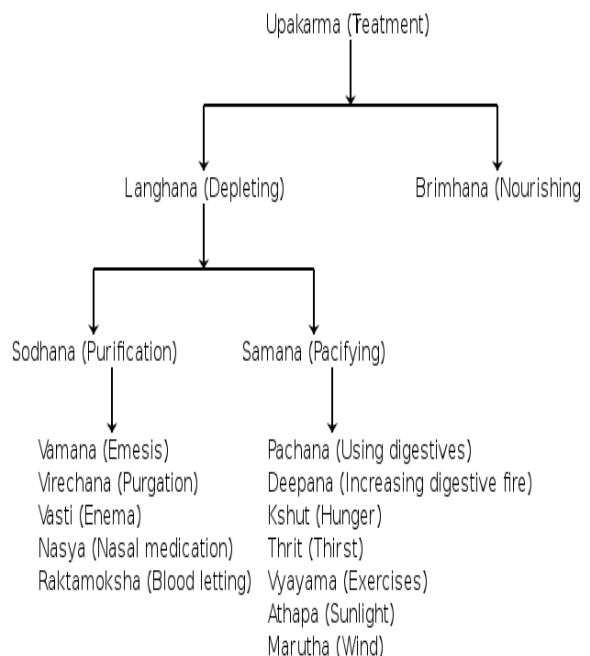 Upakarma (Treatment)
Langhana (Depleting)
Brimhana (Nourishing
Sodhana (Purification)
Samana (Pacifying)
Vamana (Emesis)
Virechana (Purgation)
Vasti (Enema)
Nasya (Nasal medication)
Raktamoksha (Blood letting)
Pachana (Using digestives)
Deepana (Increasing digestive fire)
Kshut (Hunger)
Thrit (Thirst)
Vyayama (Exercises)
Athapa (Sunlight)
Marutha (Wind)